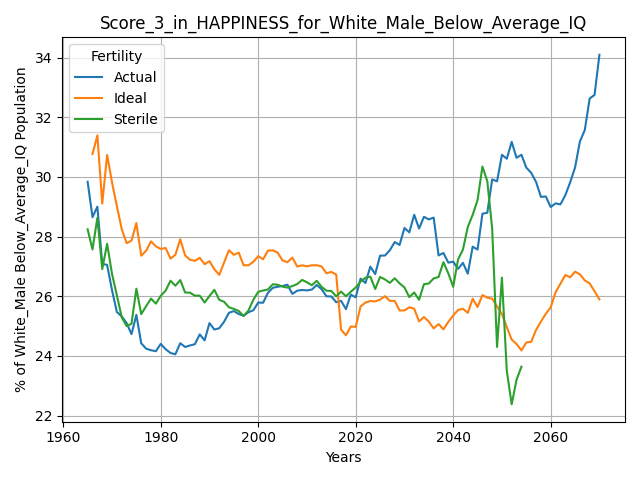 Score_3_in_HAPPINESS_for_White_Male_Below_Average_IQ
% of White_Male Below_Average_IQ Population
34
32
30
28
26
24
22
Fertility
Actual
Ideal
Sterile
1960
1980
2000
2020
2040
2060
Years